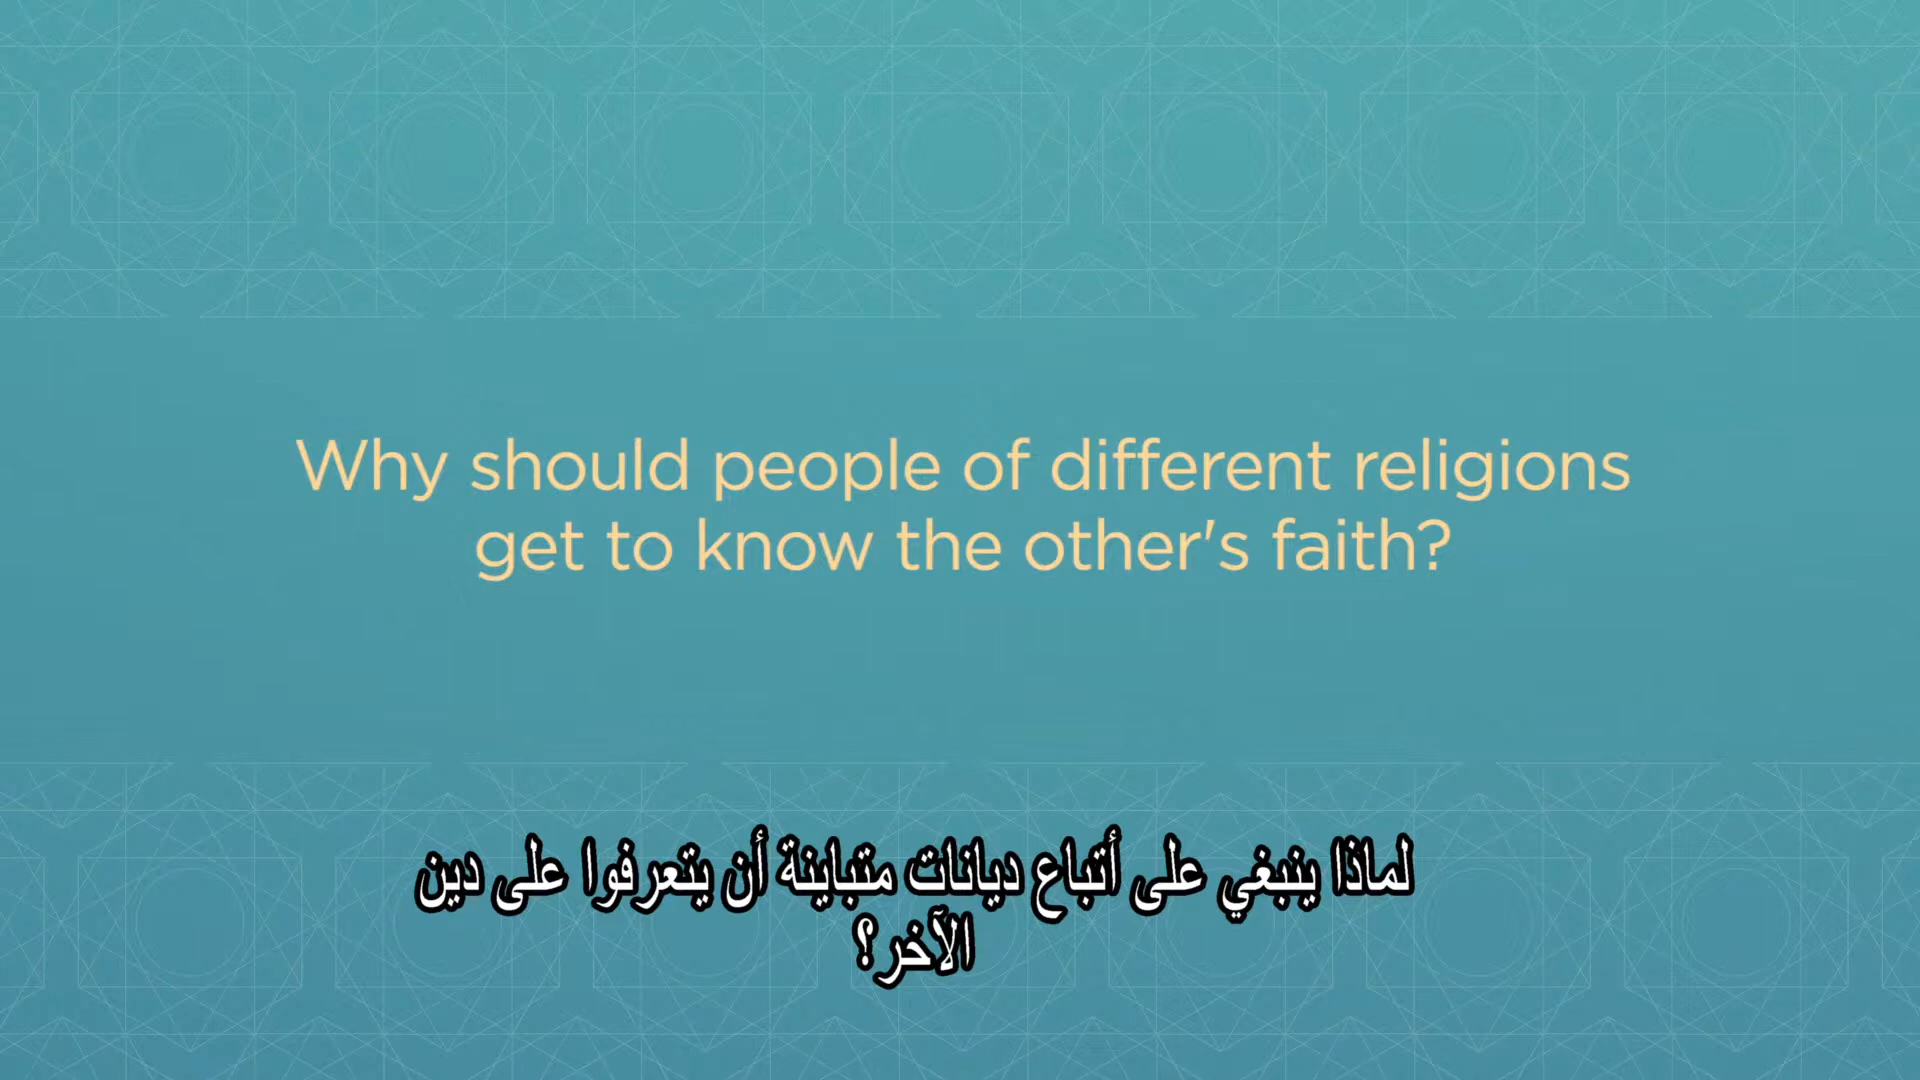 Why should people of different religions
get to know the other's faith?
لماذا ينبغي على أتباع ديانات متباينة أن يتعرفوا على دين
الآخر؟